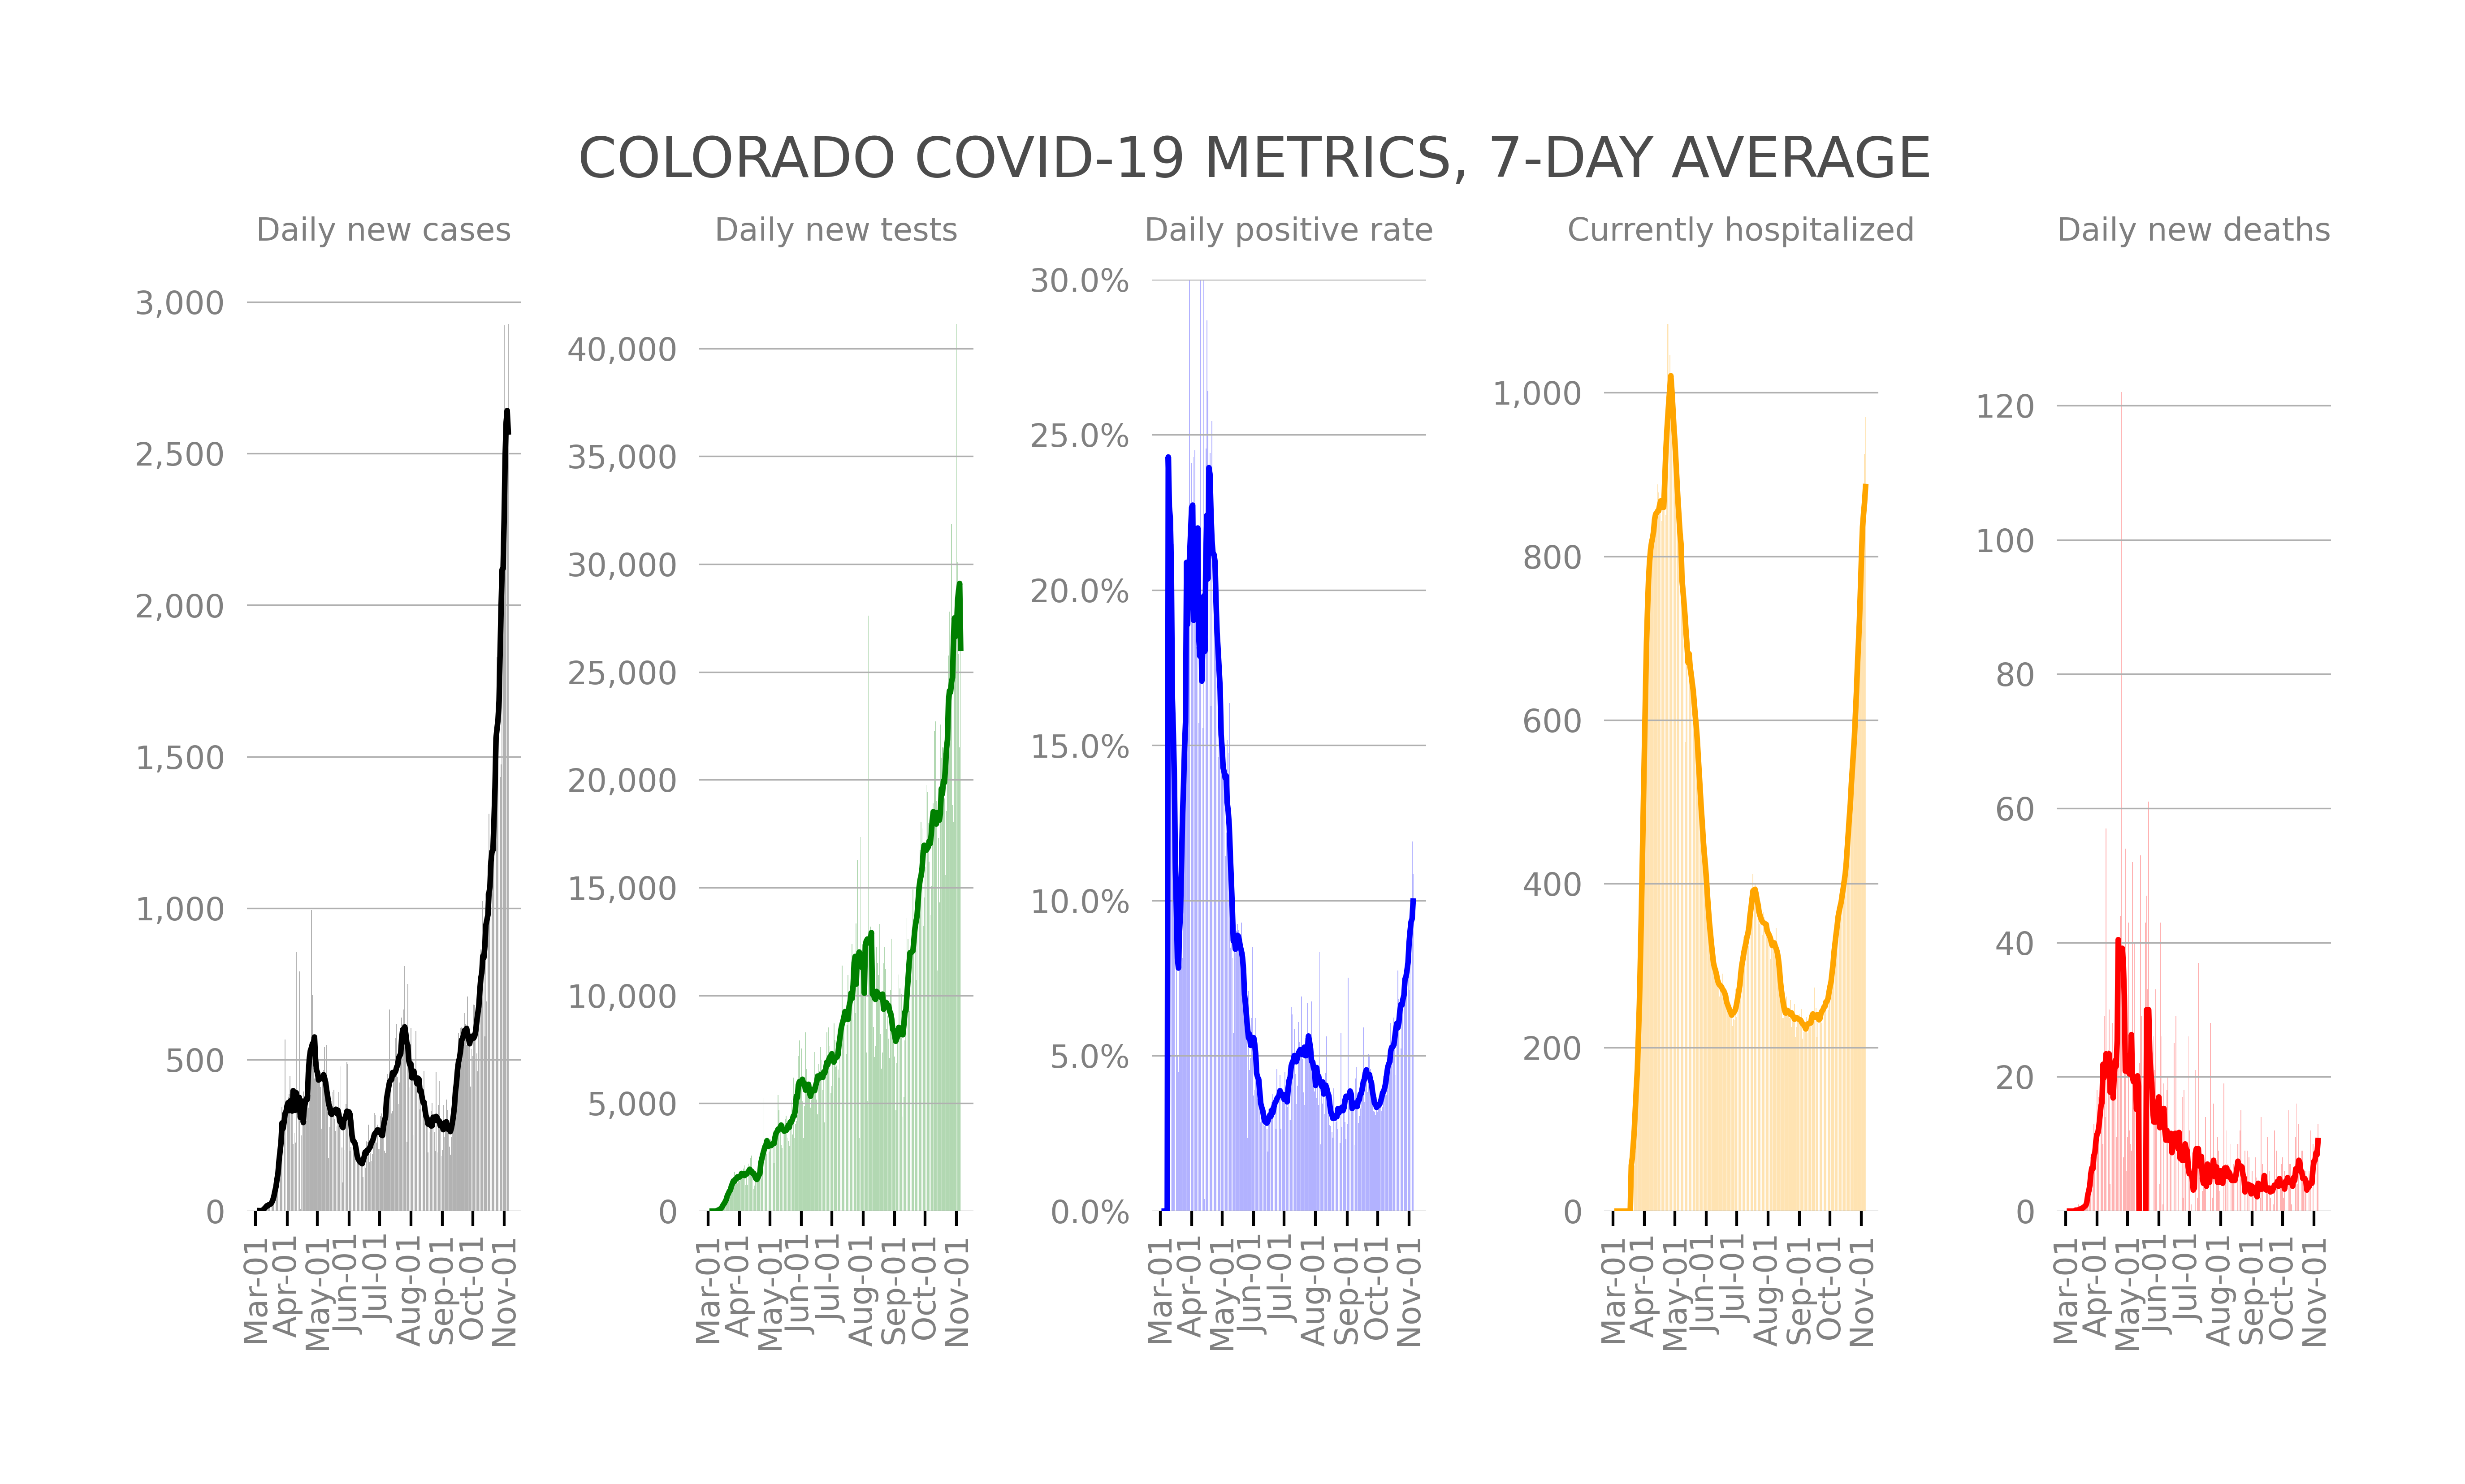 COLORADO COVID-19 METRICS, 7-DAY AVERAGE
Daily new cases
3,000
2,500
2,000
1,500
1,000
500
0
Mar-01
Apr-01
May-01
Jun-01
Jul-01
Aug-01
Sep-01
Oct-01
Nov-01
Daily new tests
40,000
35,000
30,000
25,000
20,000
15,000
10,000
5,000
0
Mar-01
Apr-01
May-01
Jun-01
Jul-01
Aug-01
Sep-01
Oct-01
Nov-01
Daily positive rate
30.0%
25.0%
20.0%
15.0%
10.0%
5.0%
0.0%
Mar-01
Apr-01
May-01
Jun-01
Jul-01
Aug-01
Sep-01
Oct-01
Nov-01
Currently hospitalized
1,000
800
600
400
200
0
Mar-01
Apr-01
May-01
Jun-01
Jul-01
Aug-01
Sep-01
Oct-01
Nov-01
Daily new deaths
120
100
80
60
40
20
0
Mar-01
Apr-01
May-01
Jun-01
Jul-01
Aug-01
Sep-01
Oct-01
Nov-01